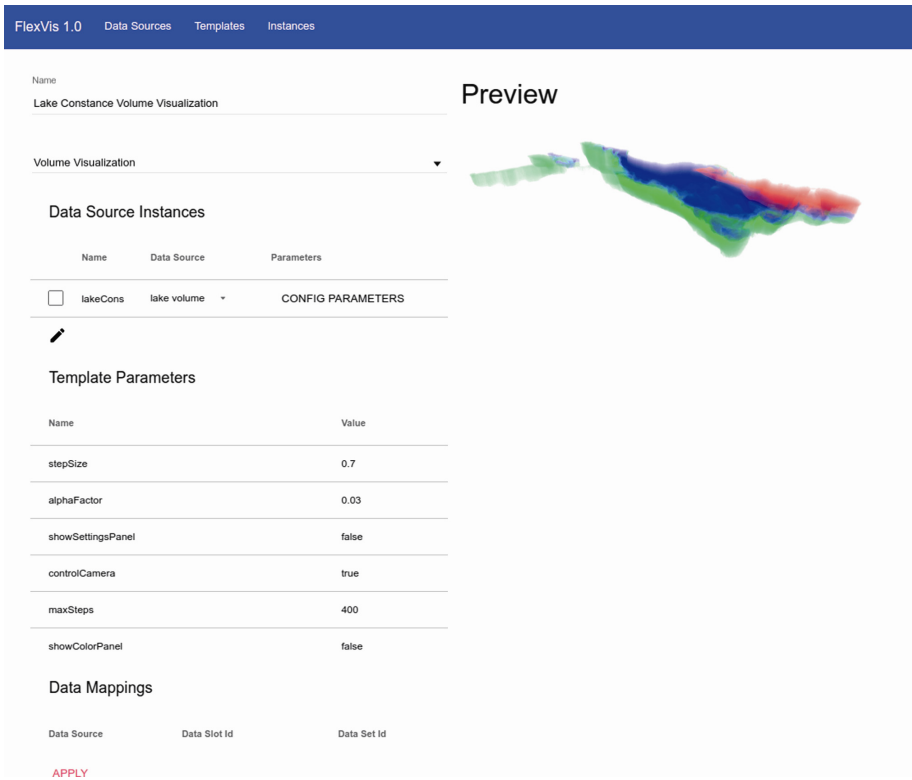 FlexVis 1.0 Data Sources Templates Instances
Name
Lake Constance Volume Visualization
Preview
Volume Visualization
Data Source Instances
Name Data Source Parameters
lakeCons lake volume CONFIG PARAMETERS
Template Parameters
Name Value
stepSize 0.7
alphaFactor 0.03
showSettingsPanel false
controlCamera true
maxSteps 400
showColorPanel false
Data Mappings
Data Source Data Slot Id Data Set Id
APPLY